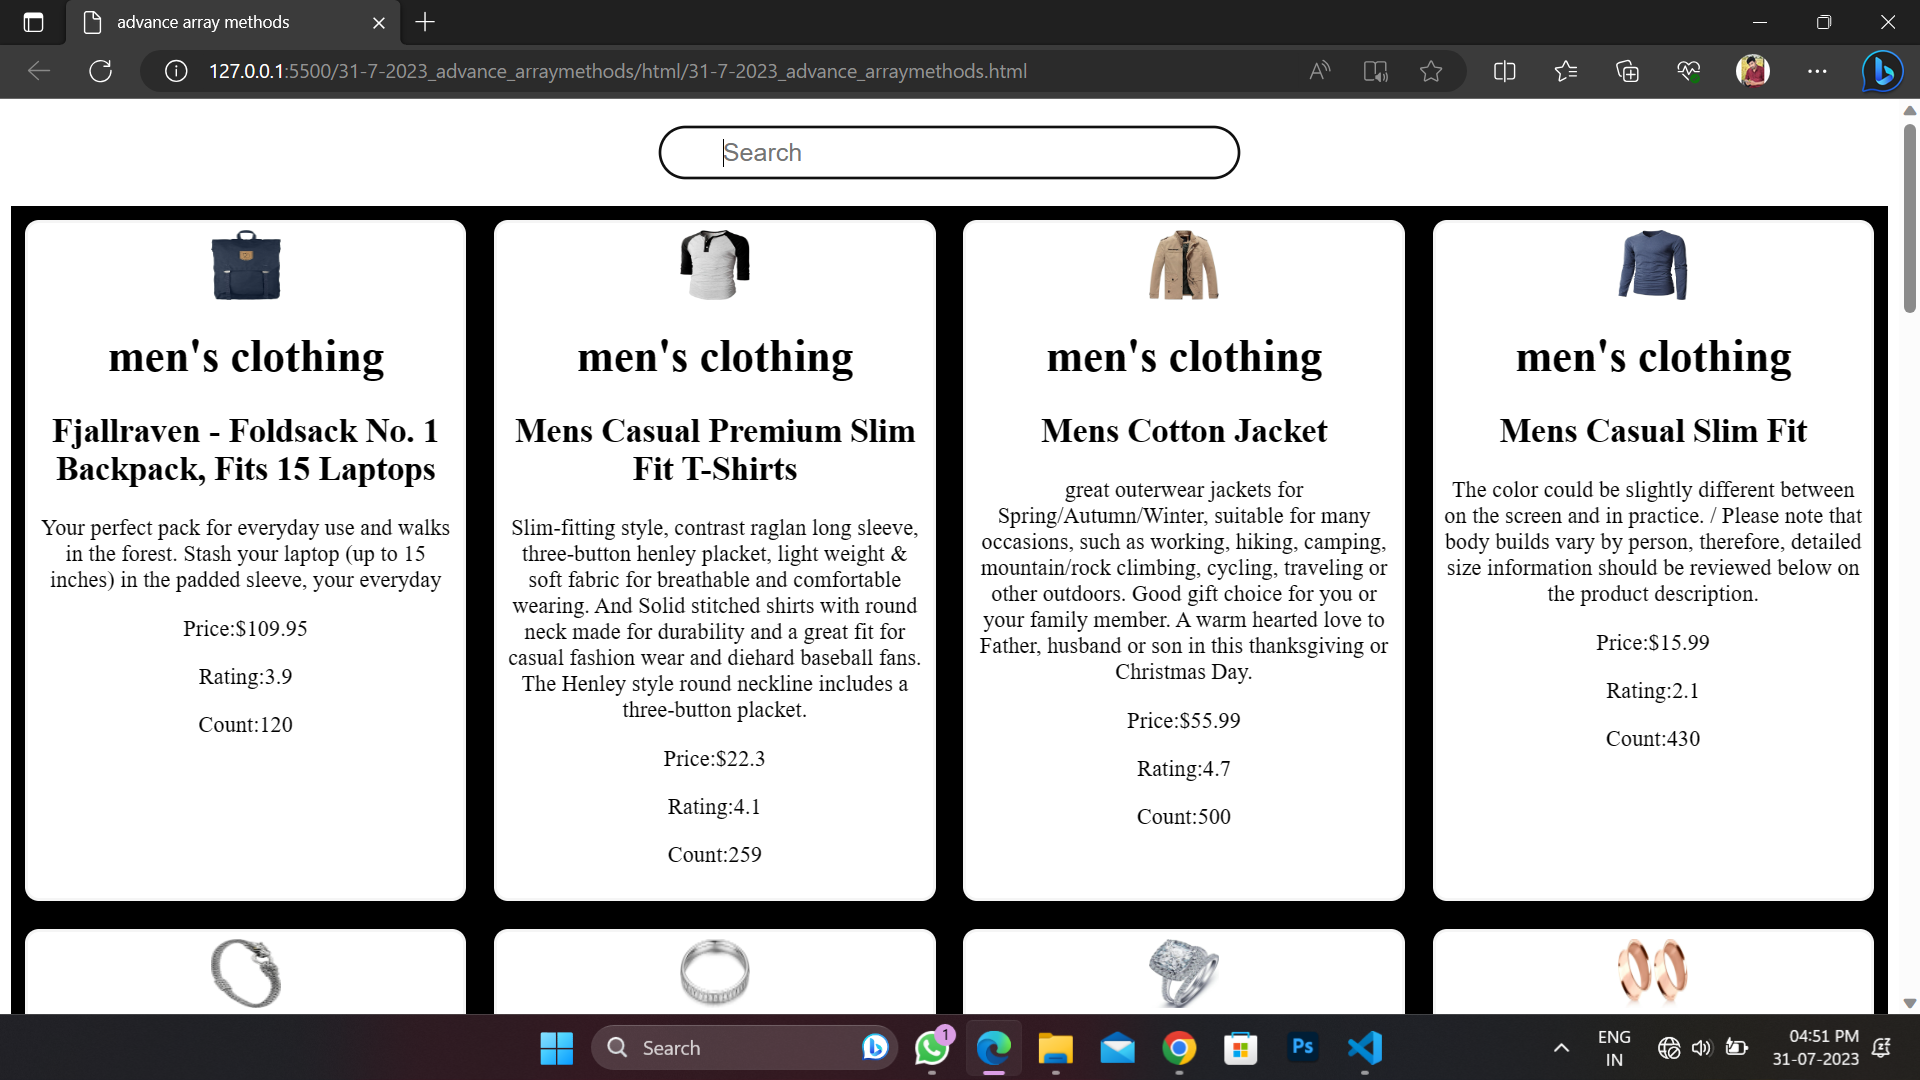 advance array methods
127.0.0.1:5500/31-7-2023_advance_arraymethods/html/31-7-2023_advance_arraymethods.html
Search
men's clothing
Fjallraven - Foldsack No. 1
Backpack, Fits 15 Laptops
Your perfect pack for everyday use and walks
in the forest. Stash your laptop (up to 15
inches) in the padded sleeve, your everyday
Price:$109.95
Rating:3.9
Count:120
men's clothing
Mens Casual Premium Slim
Fit T-Shirts
Slim-fitting style, contrast raglan long sleeve,
three-button henley placket, light weight &
soft fabric for breathable and comfortable
wearing. And Solid stitched shirts with round
neck made for durability and a great fit for
casual fashion wear and diehard baseball fans.
The Henley style round neckline includes a
three-button placket.
Price:$22.3
Rating:4.1
Count:259
men's clothing
Mens Cotton Jacket
great outerwear jackets for
Spring/Autumn/Winter, suitable for many
occasions, such as working, hiking, camping,
mountain/rock climbing, cycling, traveling or
other outdoors. Good gift choice for you or
your family member. A warm hearted love to
Father, husband or son in this thanksgiving or
Christmas Day.
Price:$55.99
Rating:4.7
Count:500
men's clothing
Mens Casual Slim Fit
The color could be slightly different between
on the screen and in practice. / Please note that
body builds vary by person, therefore, detailed
size information should be reviewed below on
the product description.
Price:$15.99
Rating:2.1
Count:430
Search
1
Ps
ENG
IN
04:51 PM
31-07-2023